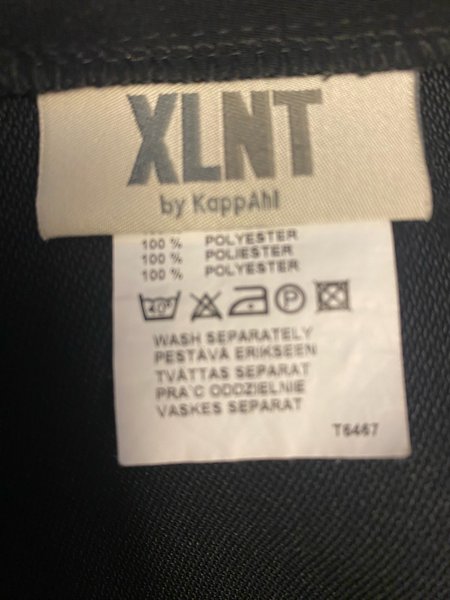 XLNT
by KappAhl
100 % POLYESTER
100 % POLIESTER
100 % POLYESTER
40°
P
WASH SEPARATELY
PESTÄVÄ ERIKSEEN
TVÄTTAS SEPARAT
PRA´C ODDZIELNIE
VASKES SEPARAT
T6467